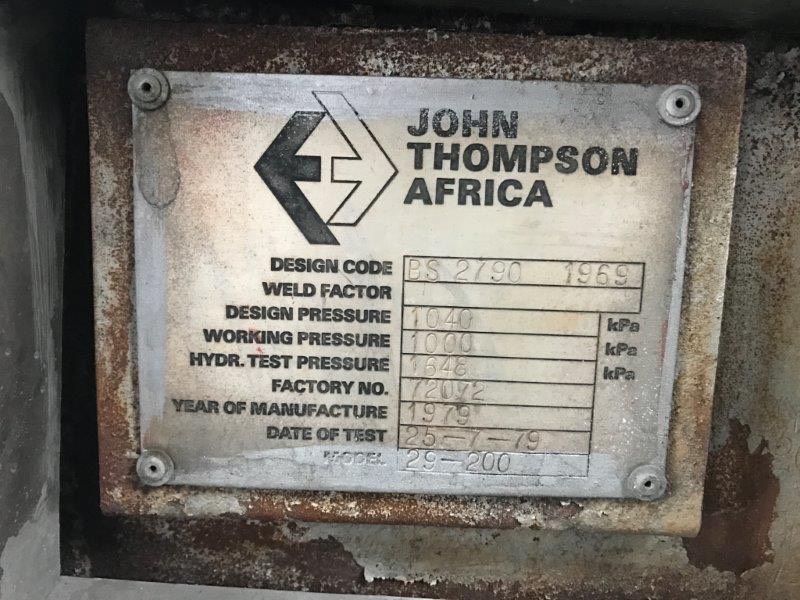 JOHN
THOMPSON
AFRICA
DESIGN CODE BS 2790 1969
WELD FACTOR
DESIGN PRESSURE 1040 kPa
WORKING PRESSURE 1000 kPa
HYDR. TEST PRESSURE 1648 kPa
FACTORY NO. 72072
YEAR OF MANUFACTURE 1979
DATE OF TEST 25-7-79
MODEL 29-200